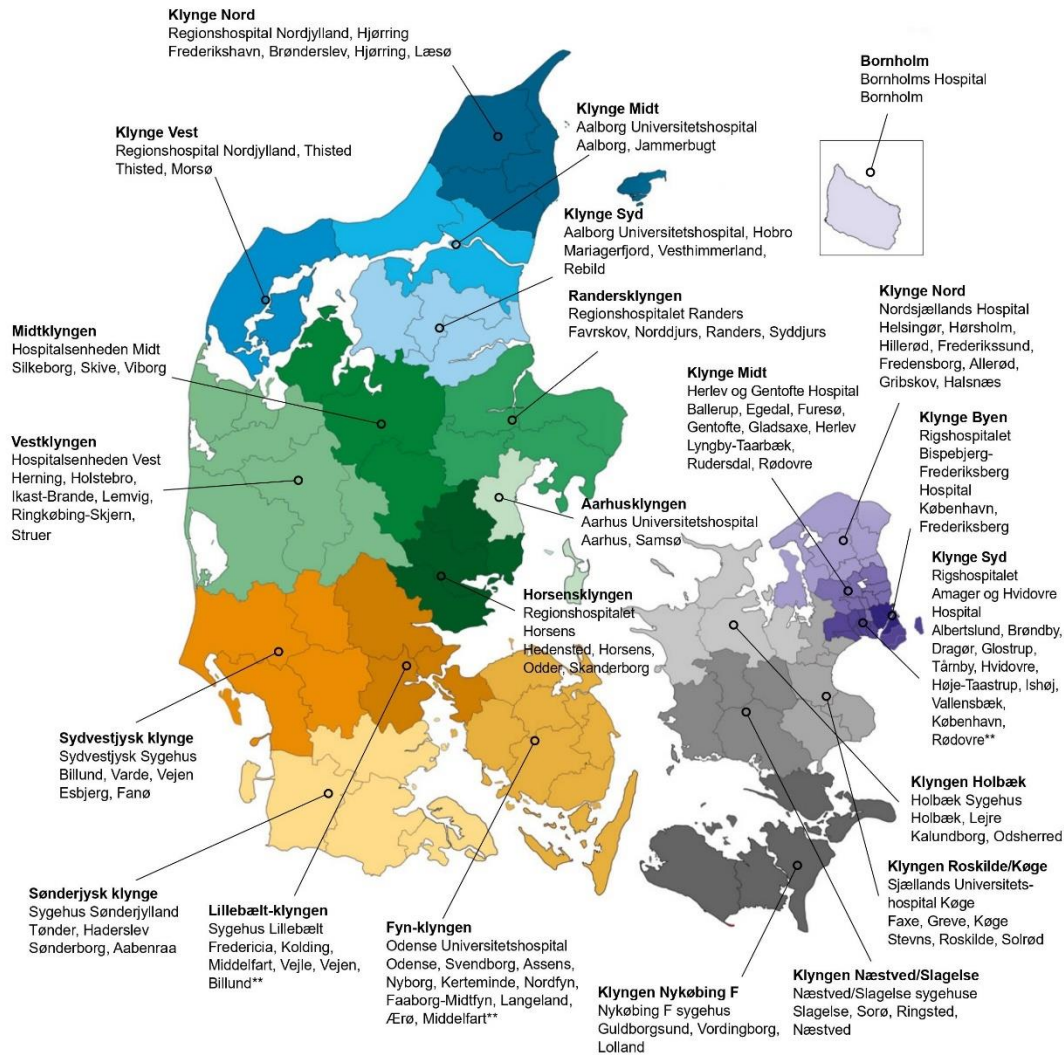 Klynge Nord
Regionshospital Nordjylland, Hjørring
Frederikshavn, Brønderslev, Hjørring, Læsø
Bornholm
Bornholms Hospital
Bornholm
Klynge Midt
Aalborg Universitetshospital
Aalborg, Jammerbugt
Klynge Vest
Regionshospital Nordjylland, Thisted
Thisted, Morsø
Klynge Syd
Aalborg Universitetshospital, Hobro
Mariagerfjord, Vesthimmerland,
Rebild
Klynge Nord
Nordsjællands Hospital
Helsingør, Hørsholm,
Hillerød, Frederikssund,
Fredensborg, Allerød,
Gribskov, Halsnæs
Randersklyngen
Regionshospitalet Randers
Favrskov, Norddjurs, Randers, Syddjurs
Midtklyngen
Hospitalsenheden Midt
Silkeborg, Skive, Viborg
Klynge Midt
Herlev og Gentofte Hospital
Ballerup, Egedal, Furesø,
Gentofte, Gladsaxe, Herlev
Lyngby-Taarbæk,
Rudersdal, Rødovre
Klynge Byen
Rigshospitalet
Bispebjerg-
Frederiksberg
Hospital
København,
Frederiksberg
Vestklyngen
Hospitalsenheden Vest
Herning, Holstebro,
Ikast-Brande, Lemvig,
Ringkøbing-Skjern,
Struer
Aarhusklyngen
Aarhus Universitetshospital
Aarhus, Samsø
Klynge Syd
Rigshospitalet
Amager og Hvidovre
Hospital
Albertslund, Brøndby,
Dragør, Glostrup,
Tårnby, Hvidovre,
Høje-Taastrup, Ishøj,
Vallensbæk,
København,
Rødovre**
Horsensklyngen
Regionshospitalet
Horsens
Hedensted, Horsens,
Odder, Skanderborg
Sydvestjysk klynge
Sydvestjysk Sygehus
Billund, Varde, Vejen
Esbjerg, Fanø
Klyngen Holbæk
Holbæk Sygehus
Holbæk, Lejre
Kalundborg, Odsherred
Klyngen Roskilde/Køge
Sjællands Universitets-
hospital Køge
Faxe, Greve, Køge
Stevns, Roskilde, Solrød
Sønderjysk klynge
Sygehus Sønderjylland
Tønder, Haderslev
Sønderborg, Aabenraa
Lillebælt-klyngen
Sygehus Lillebælt
Fredericia, Kolding,
Middelfart, Vejle, Vejen,
Billund**
Fyn-klyngen
Odense Universitetshospital
Odense, Svendborg, Assens,
Nyborg, Kerteminde, Nordfyn,
Faaborg-Midtfyn, Langeland,
Ærø, Middelfart**
Klyngen Nykøbing F
Nykøbing F sygehus
Guldborgsund, Vordingborg,
Lolland
Klyngen Næstved/Slagelse
Næstved/Slagelse sygehuse
Slagelse, Sorø, Ringsted,
Næstved